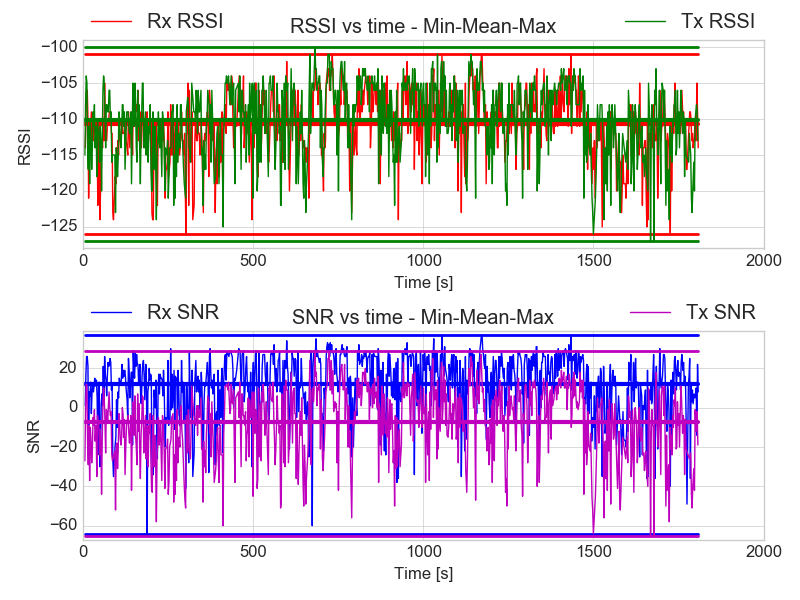 Rx RSSI
RSSI vs time - Min-Mean-Max
Tx RSSI
−100
−105
−110
−115
−120
−125
RSSI
0 500 1000 1500 2000
Time [s]
Rx SNR
SNR vs time - Min-Mean-Max
Tx SNR
20
0
−20
−40
−60
SNR
0 500 1000 1500 2000
Time [s]